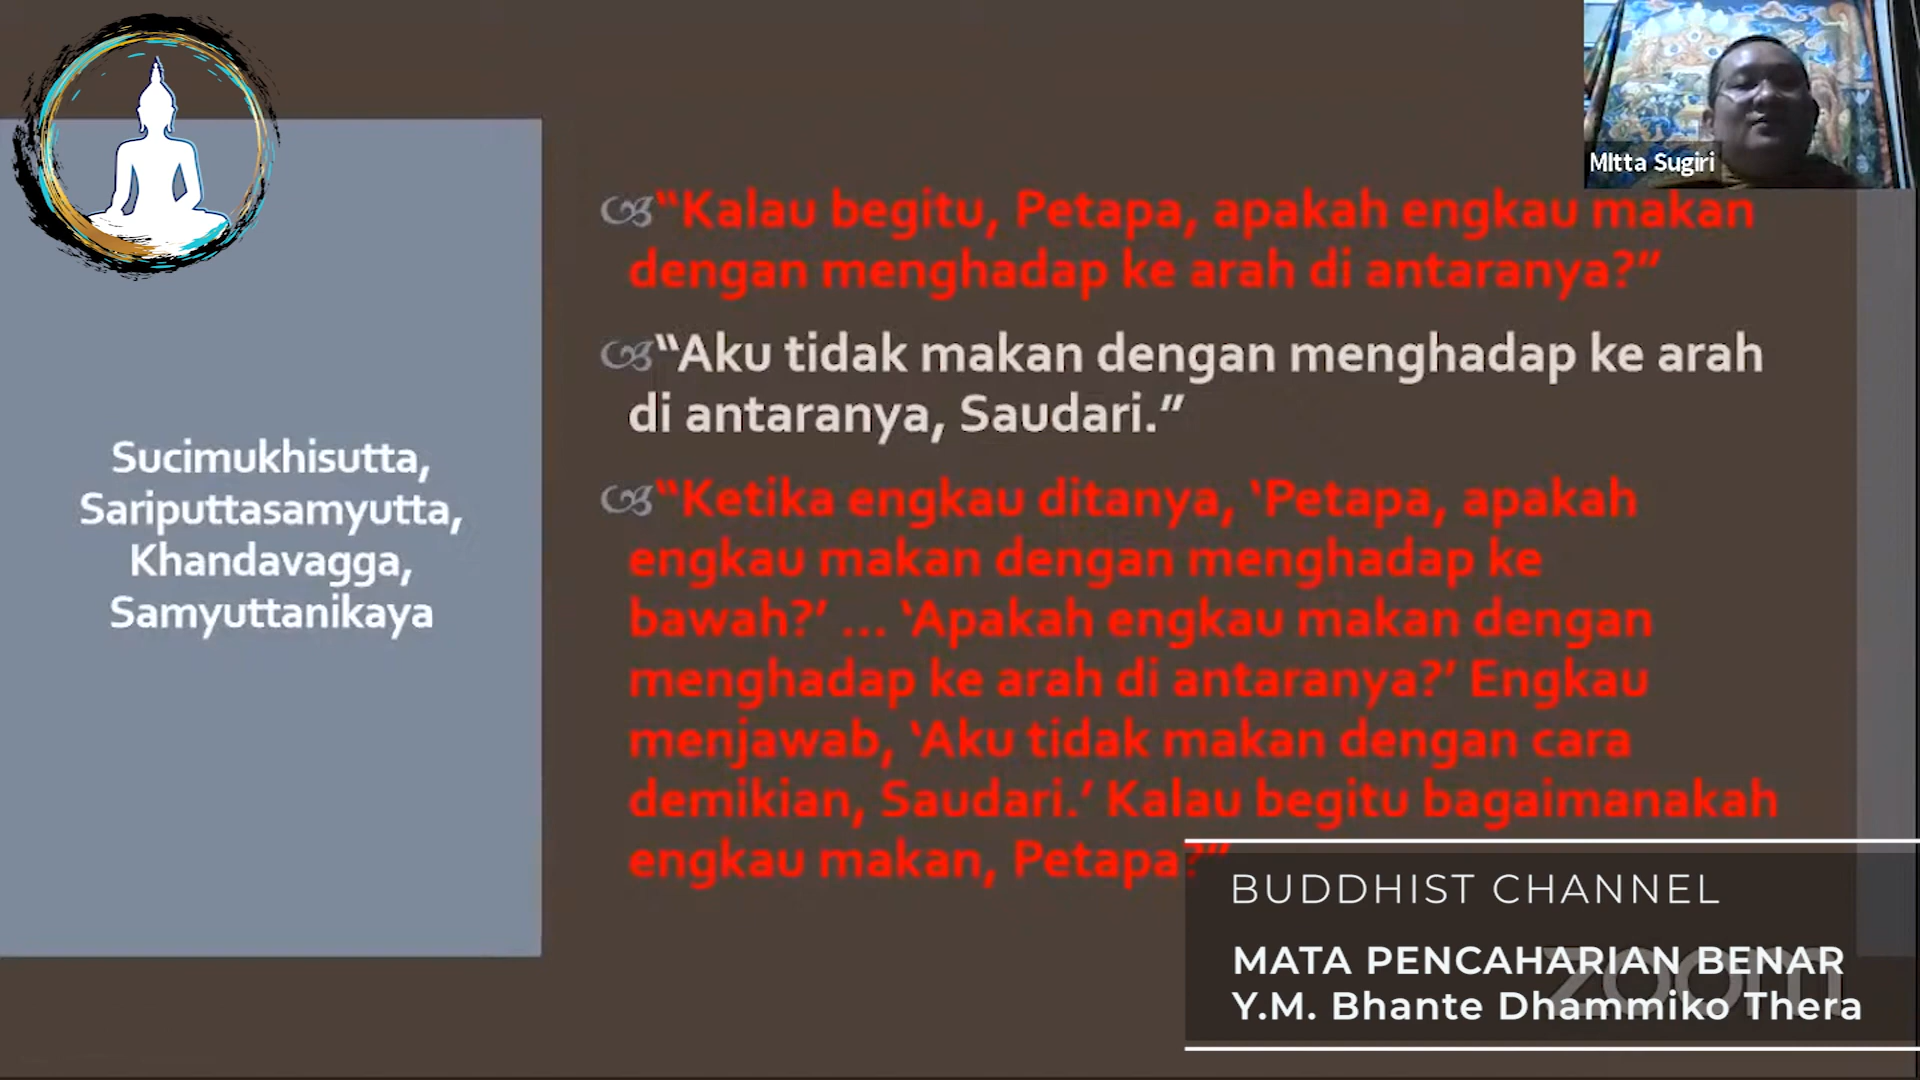 MItta Sugiri
Sucimukhisutta,
Sariputtasamyutta,
Khandavagga,
Samyuttanikaya
“Kalau begitu, Petapa, apakah engkau makan
dengan menghadap ke arah di antaranya?”
“Aku tidak makan dengan menghadap ke arah
di antaranya, Saudari.”
“Ketika engkau ditanya, ‘Petapa, apakah
engkau makan dengan menghadap ke
bawah?’ ... ‘Apakah engkau makan dengan
menghadap ke arah di antaranya?’ Engkau
menjawab, ‘Aku tidak makan dengan cara
demikian, Saudari.’ Kalau begitu bagaimanakah
engkau makan, Petapa?”
BUDDHIST CHANNEL
MATA PENCAHARIAN BENAR
Y.M. Bhante Dhammiko Thera
zoom